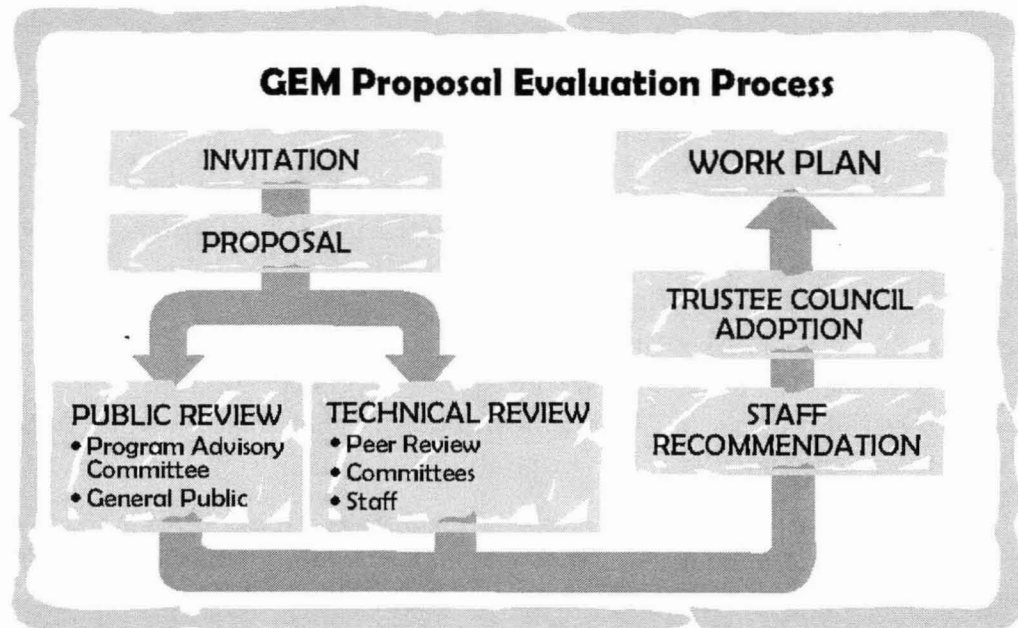 GEM Proposal Evaluation Process
INVITATION
PROPOSAL
PUBLIC REVIEW
• Program Advisory
Committee
• General Public
TECHNICAL REVIEW
• Peer Review
• Committees
• Staff
WORK PLAN
TRUSTEE COUNCIL
ADOPTION
STAFF
RECOMMENDATION